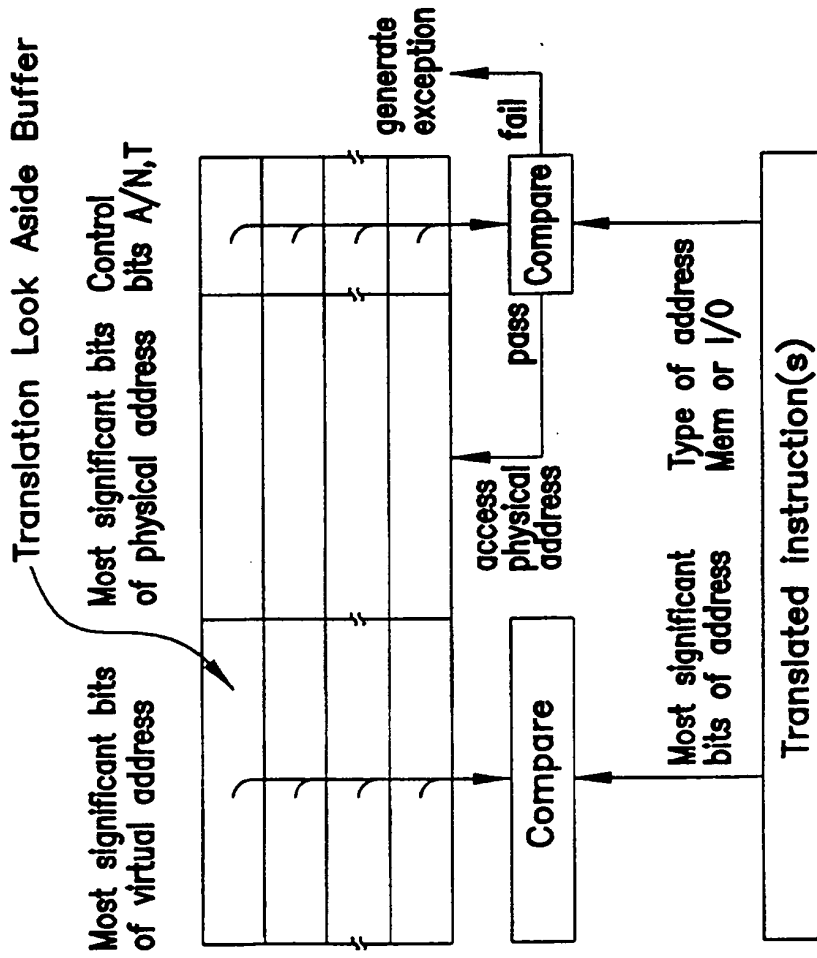 Translation Look Aside Buffer
Most significant bits
of virtual address
Most significant bits
of physical address
Control
bits A/N,T
access
physical
address
pass
fail
generate
exception
Compare
Compare
Most significant
bits of address
Type of address
Mem or I/O
Translated instruction(s)